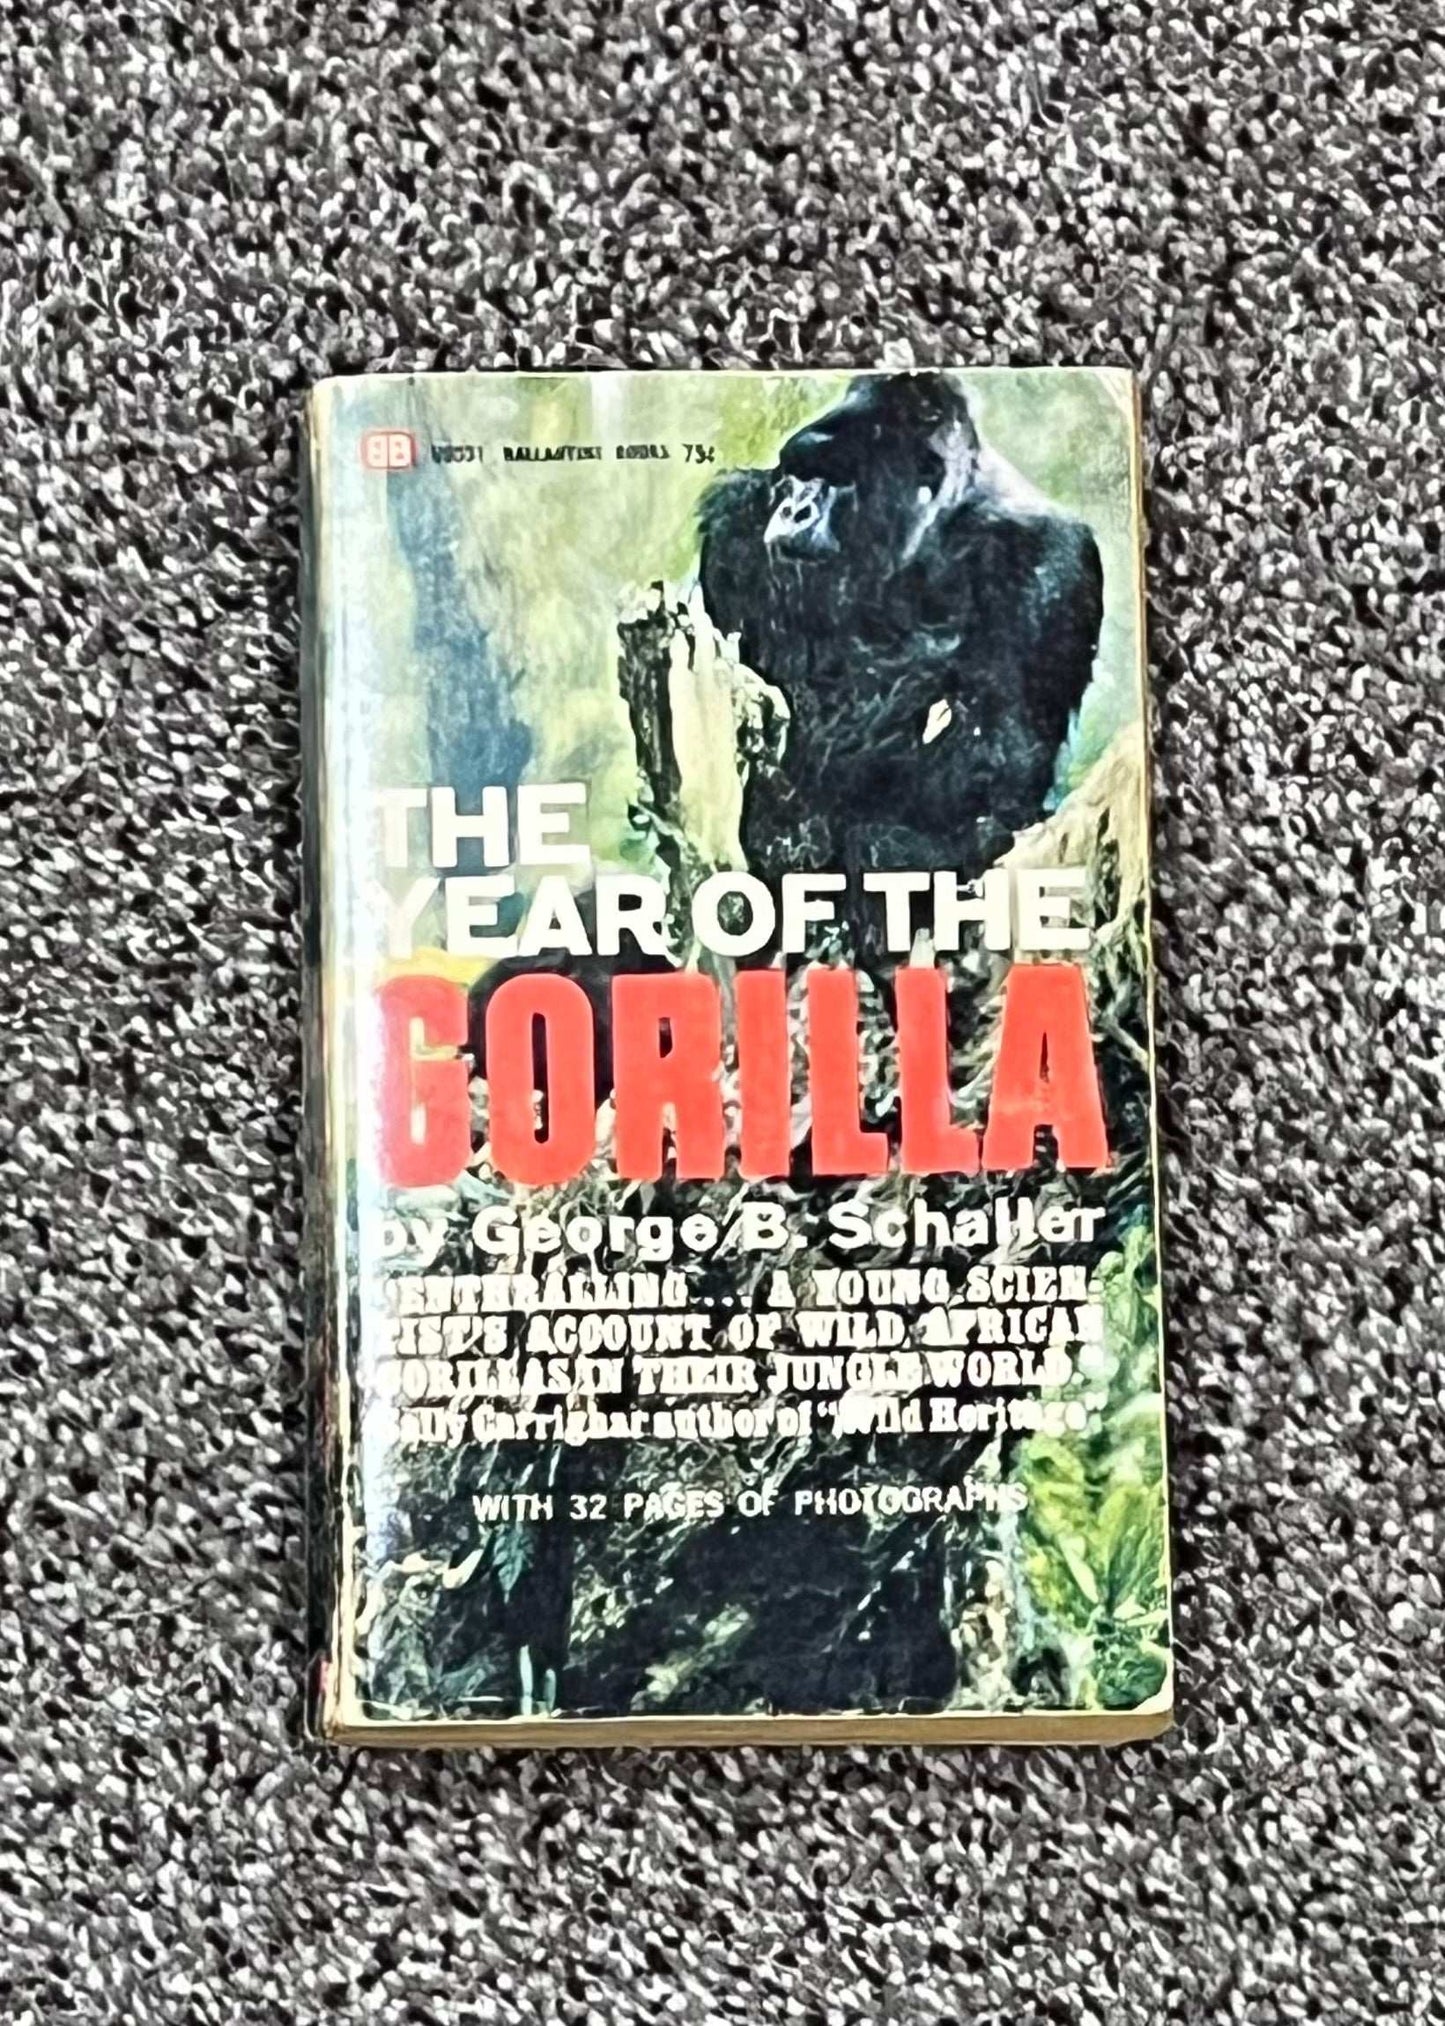 BB BALLANTINE BOOKS 75¢
THE
YEAR OF THE
GORILLA
by George B. Schaller
"ENTHRALLING.... A YOUNG SCIEN-
TIST'S ACCOUNT OF WILD AFRICAN
GORILLAS IN THEIR JUNGLE WORLD."
Sally Carrighar author of "Wild Heritage"
WITH 32 PAGES OF PHOTOGRAPHS